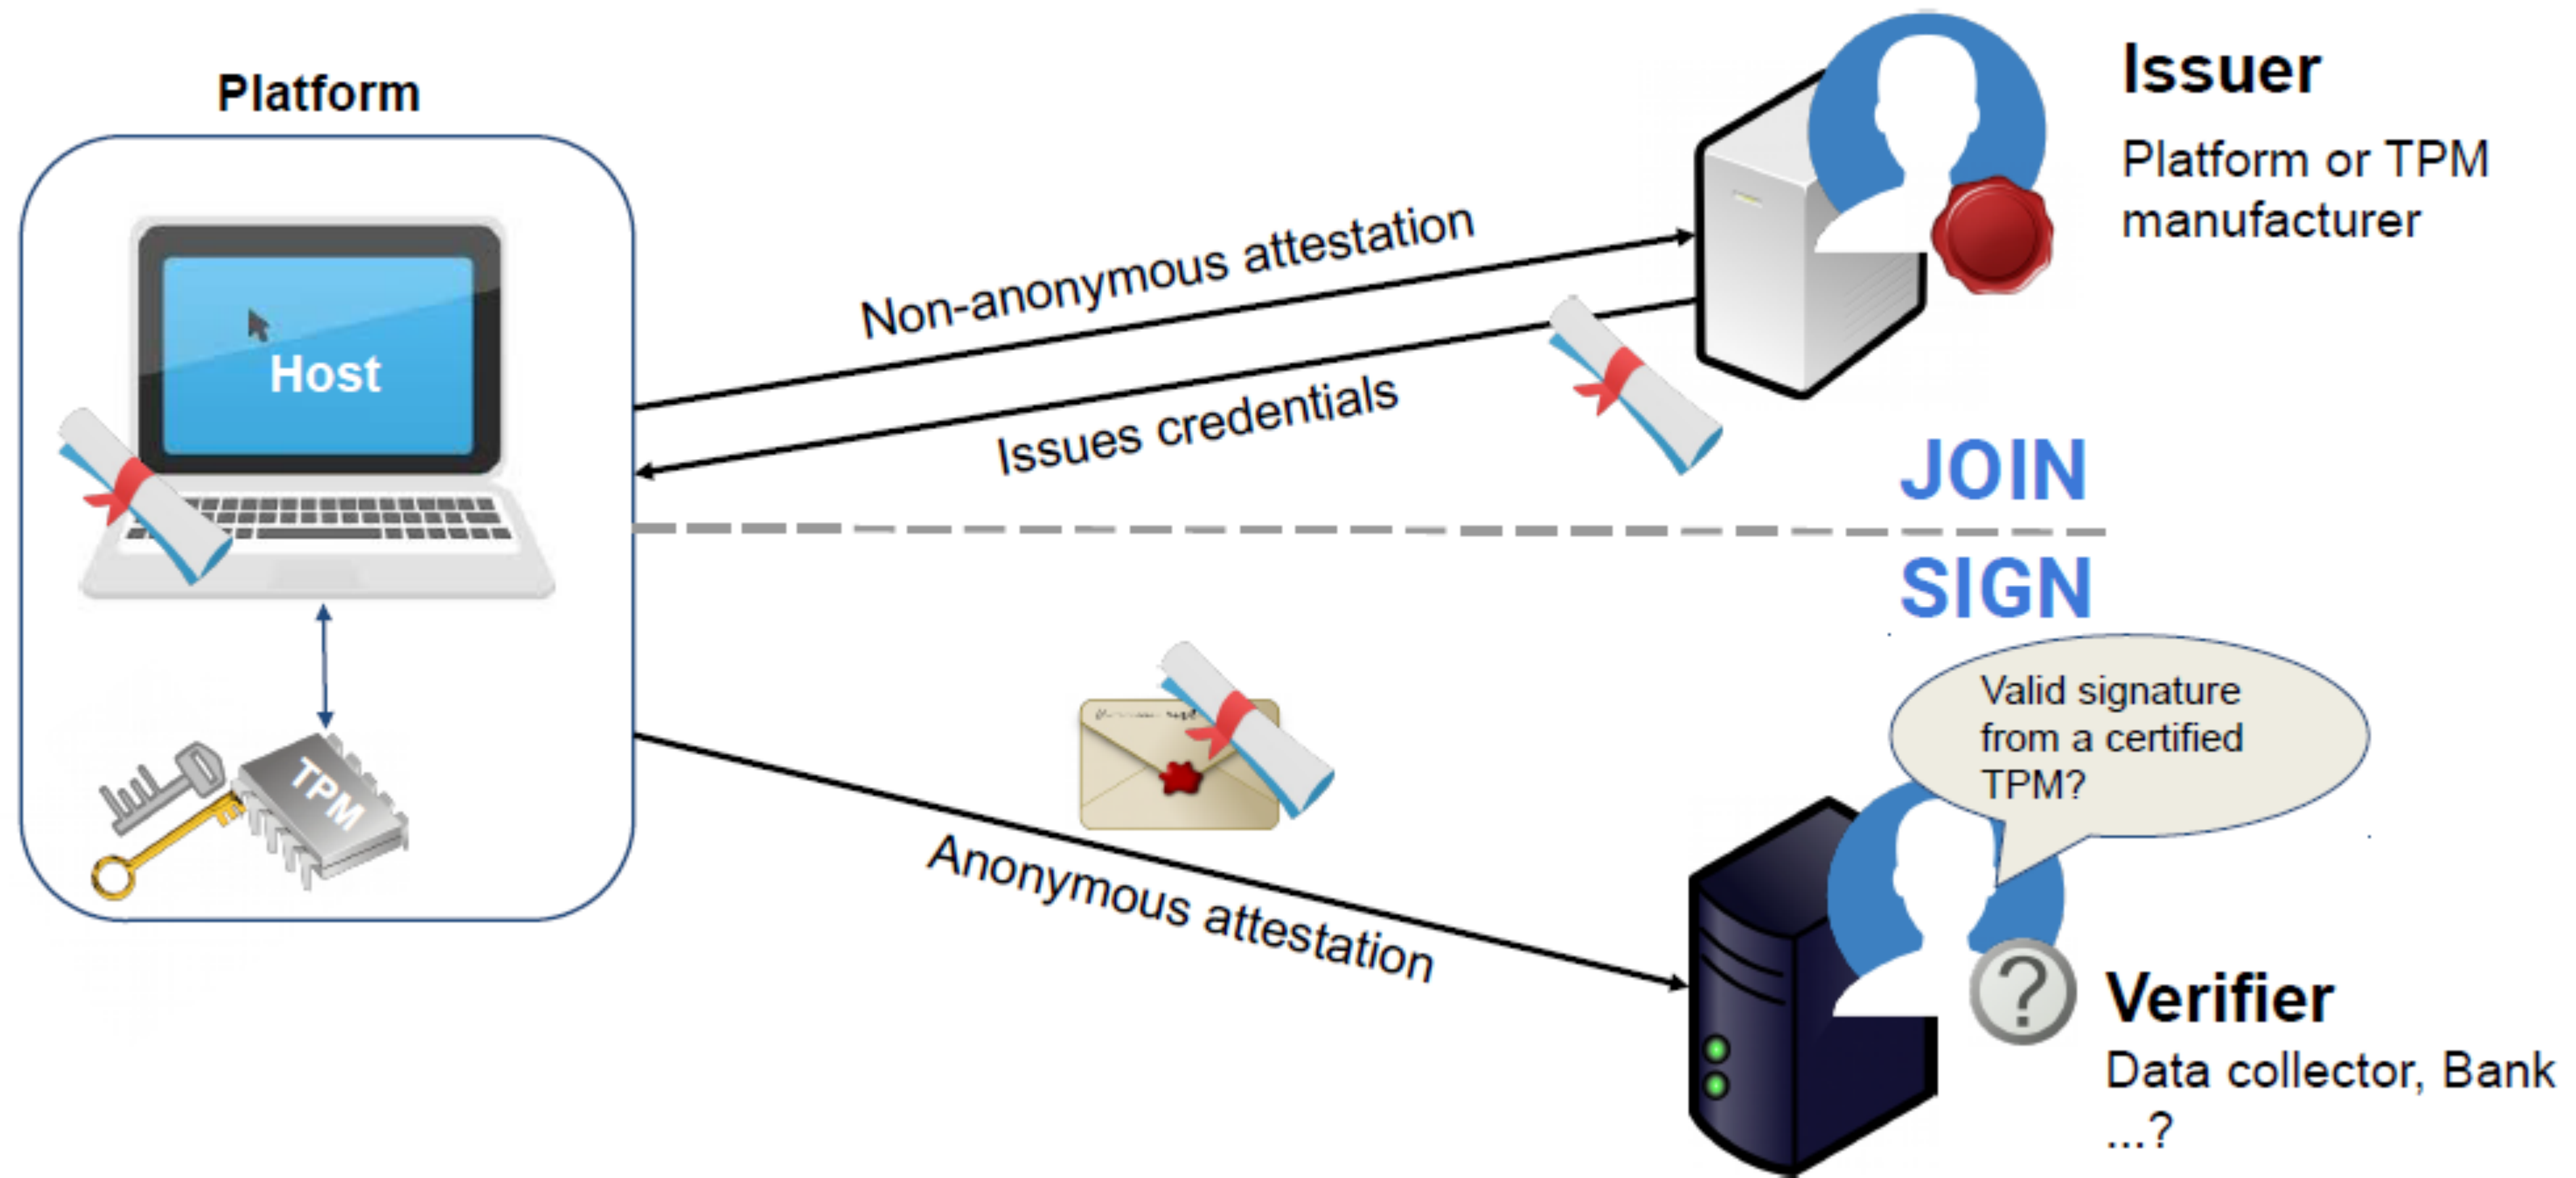 Platform
Host
TPM
Non-anonymous attestation
Issues credentials
Issuer
Platform or TPM
manufacturer
JOIN
SIGN
Anonymous attestation
Valid signature
from a certified
TPM?
?
Verifier
Data collector, Bank
...?